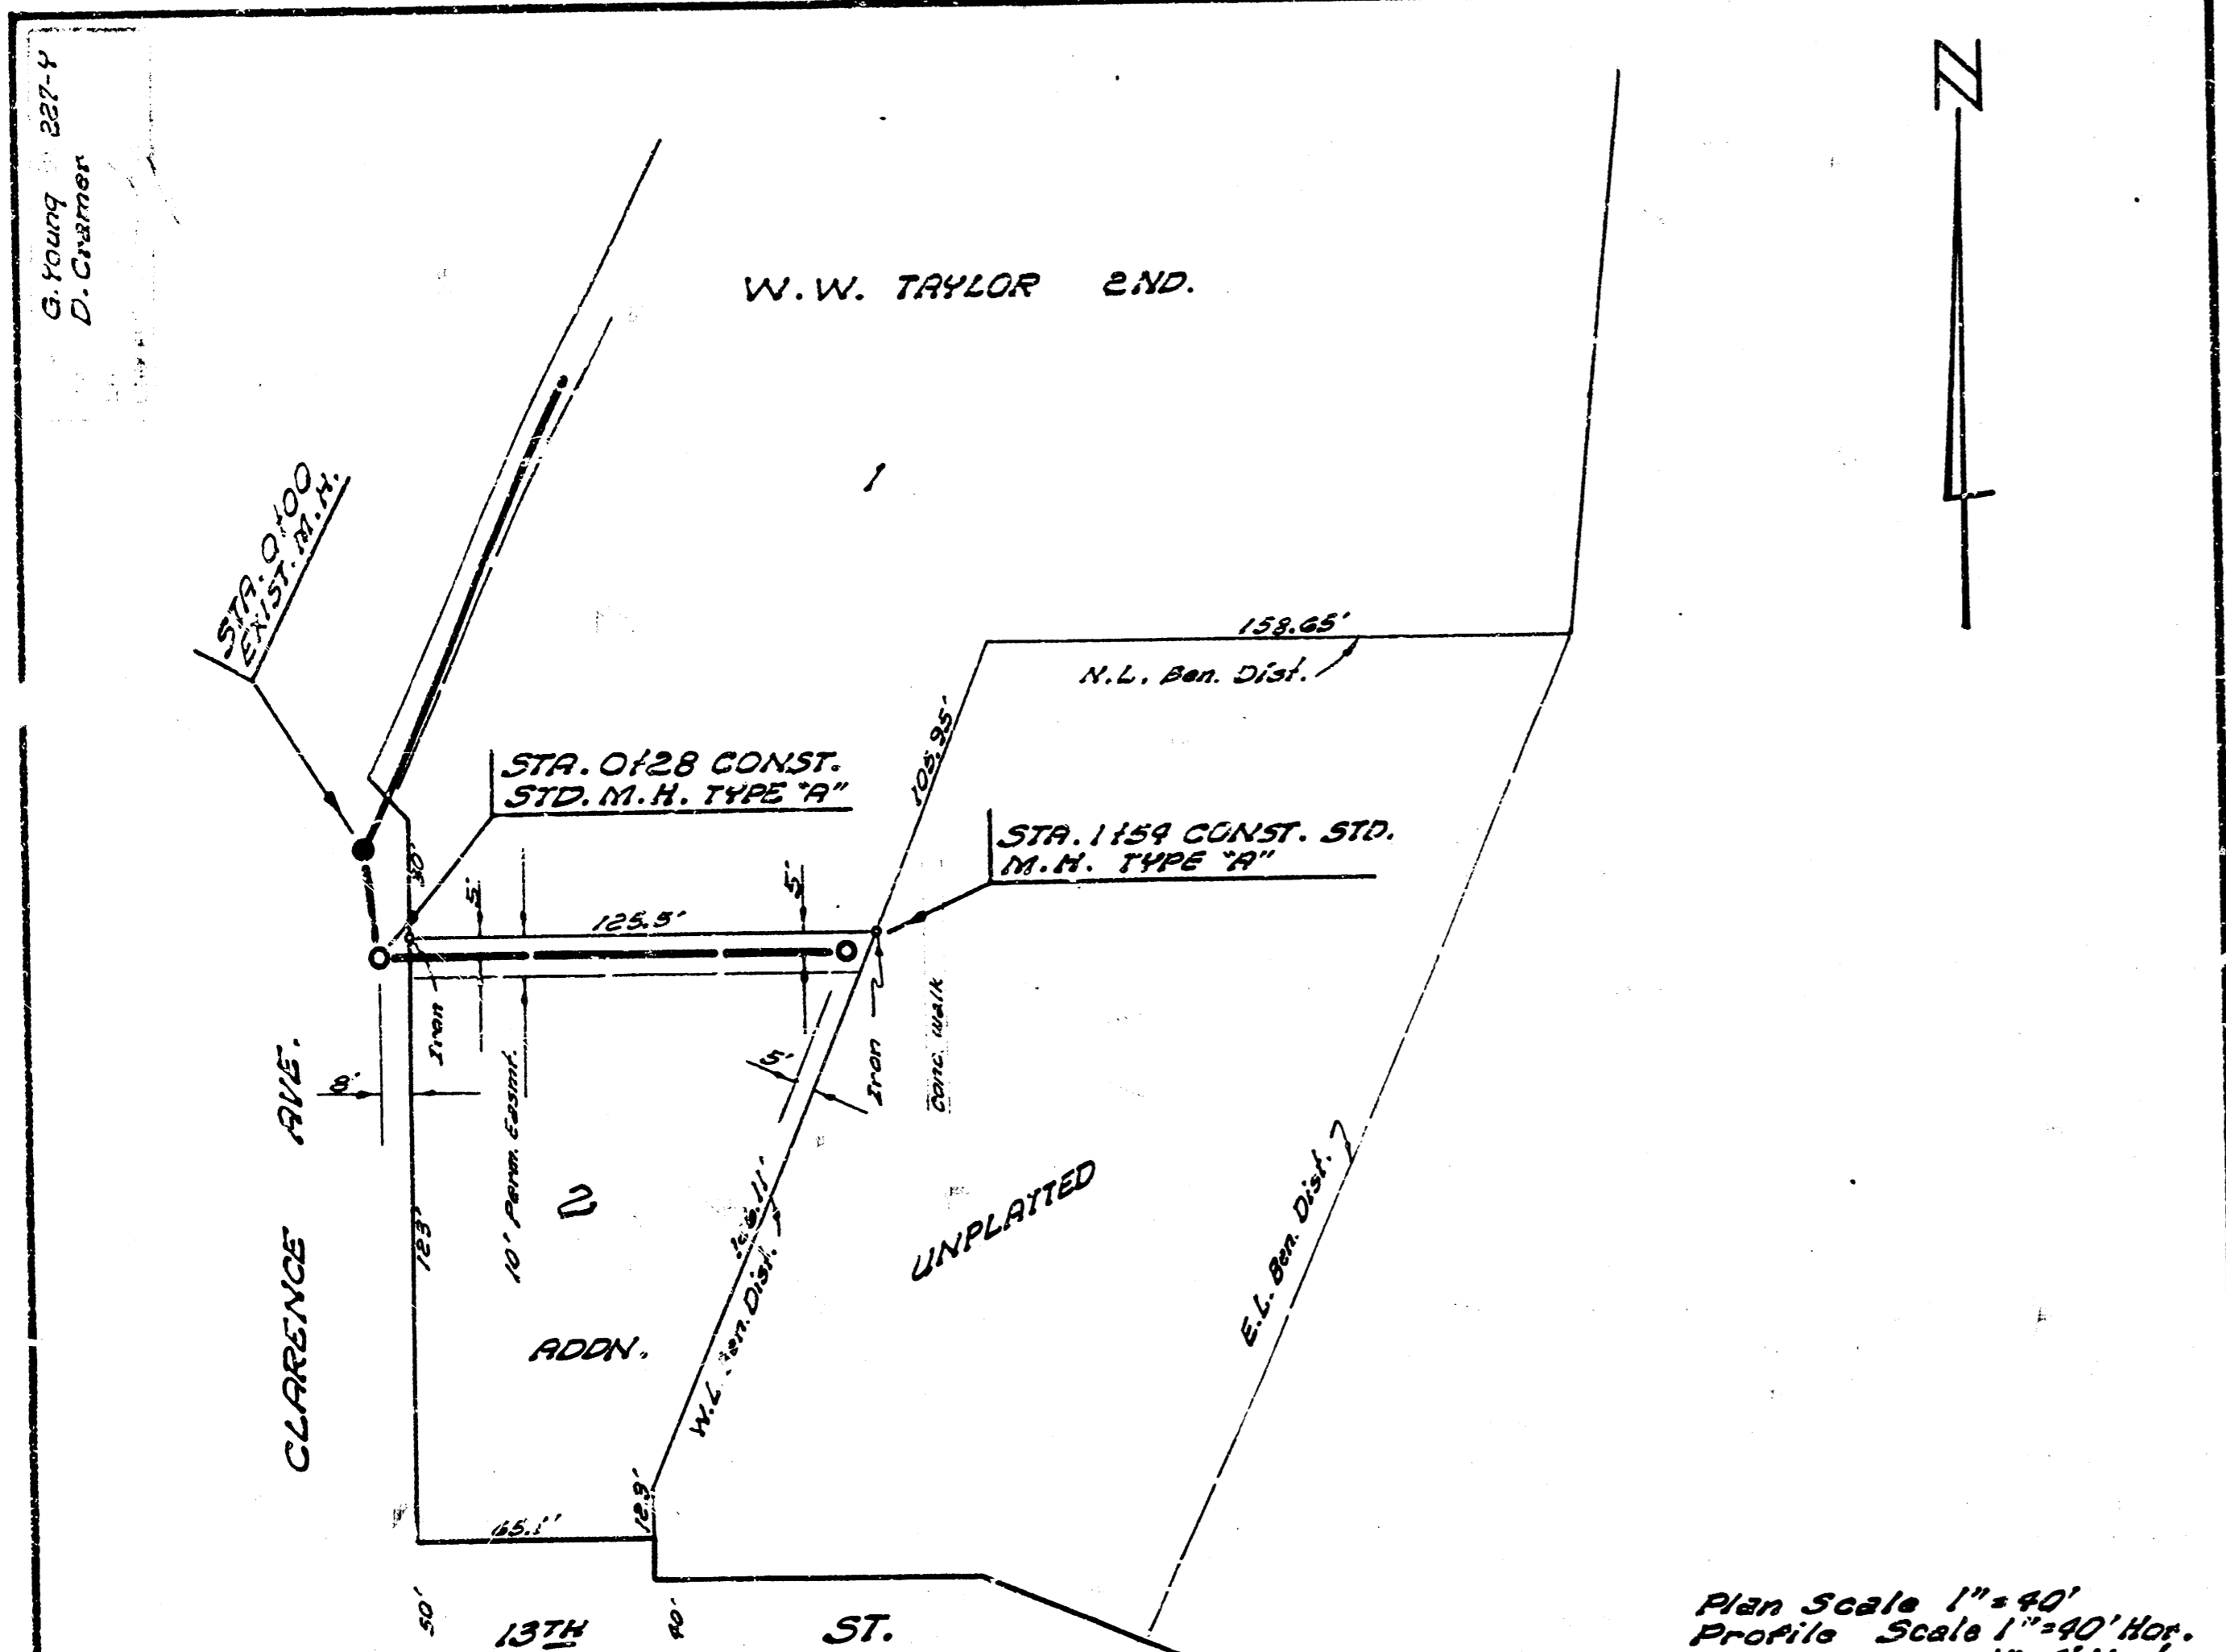 G. Young 227-4
D. Cramer
W.W. TAYLOR 2ND.
1
STA. 0+00
EXIST. M.H.
158.65'
N.L. Ben. Dist.
105.95'
STA. 0+28 CONST.
STD. M.H. TYPE "A"
STA. 1+59 CONST. STD.
M.H. TYPE "A"
30'
5'
125.5'
5'
Iron
8'
10' Perm. Easmt.
5'
Iron
CONC. WALK
CLARENCE AVE.
123'
2
W.L. Ben. Dist.
UNPLATTED
E.L. Ben. Dist.
ADDN.
12.9'
65.1'
50'
13TH
40'
ST.
Plan Scale 1"=40'
Profile Scale 1"=40' Hor.